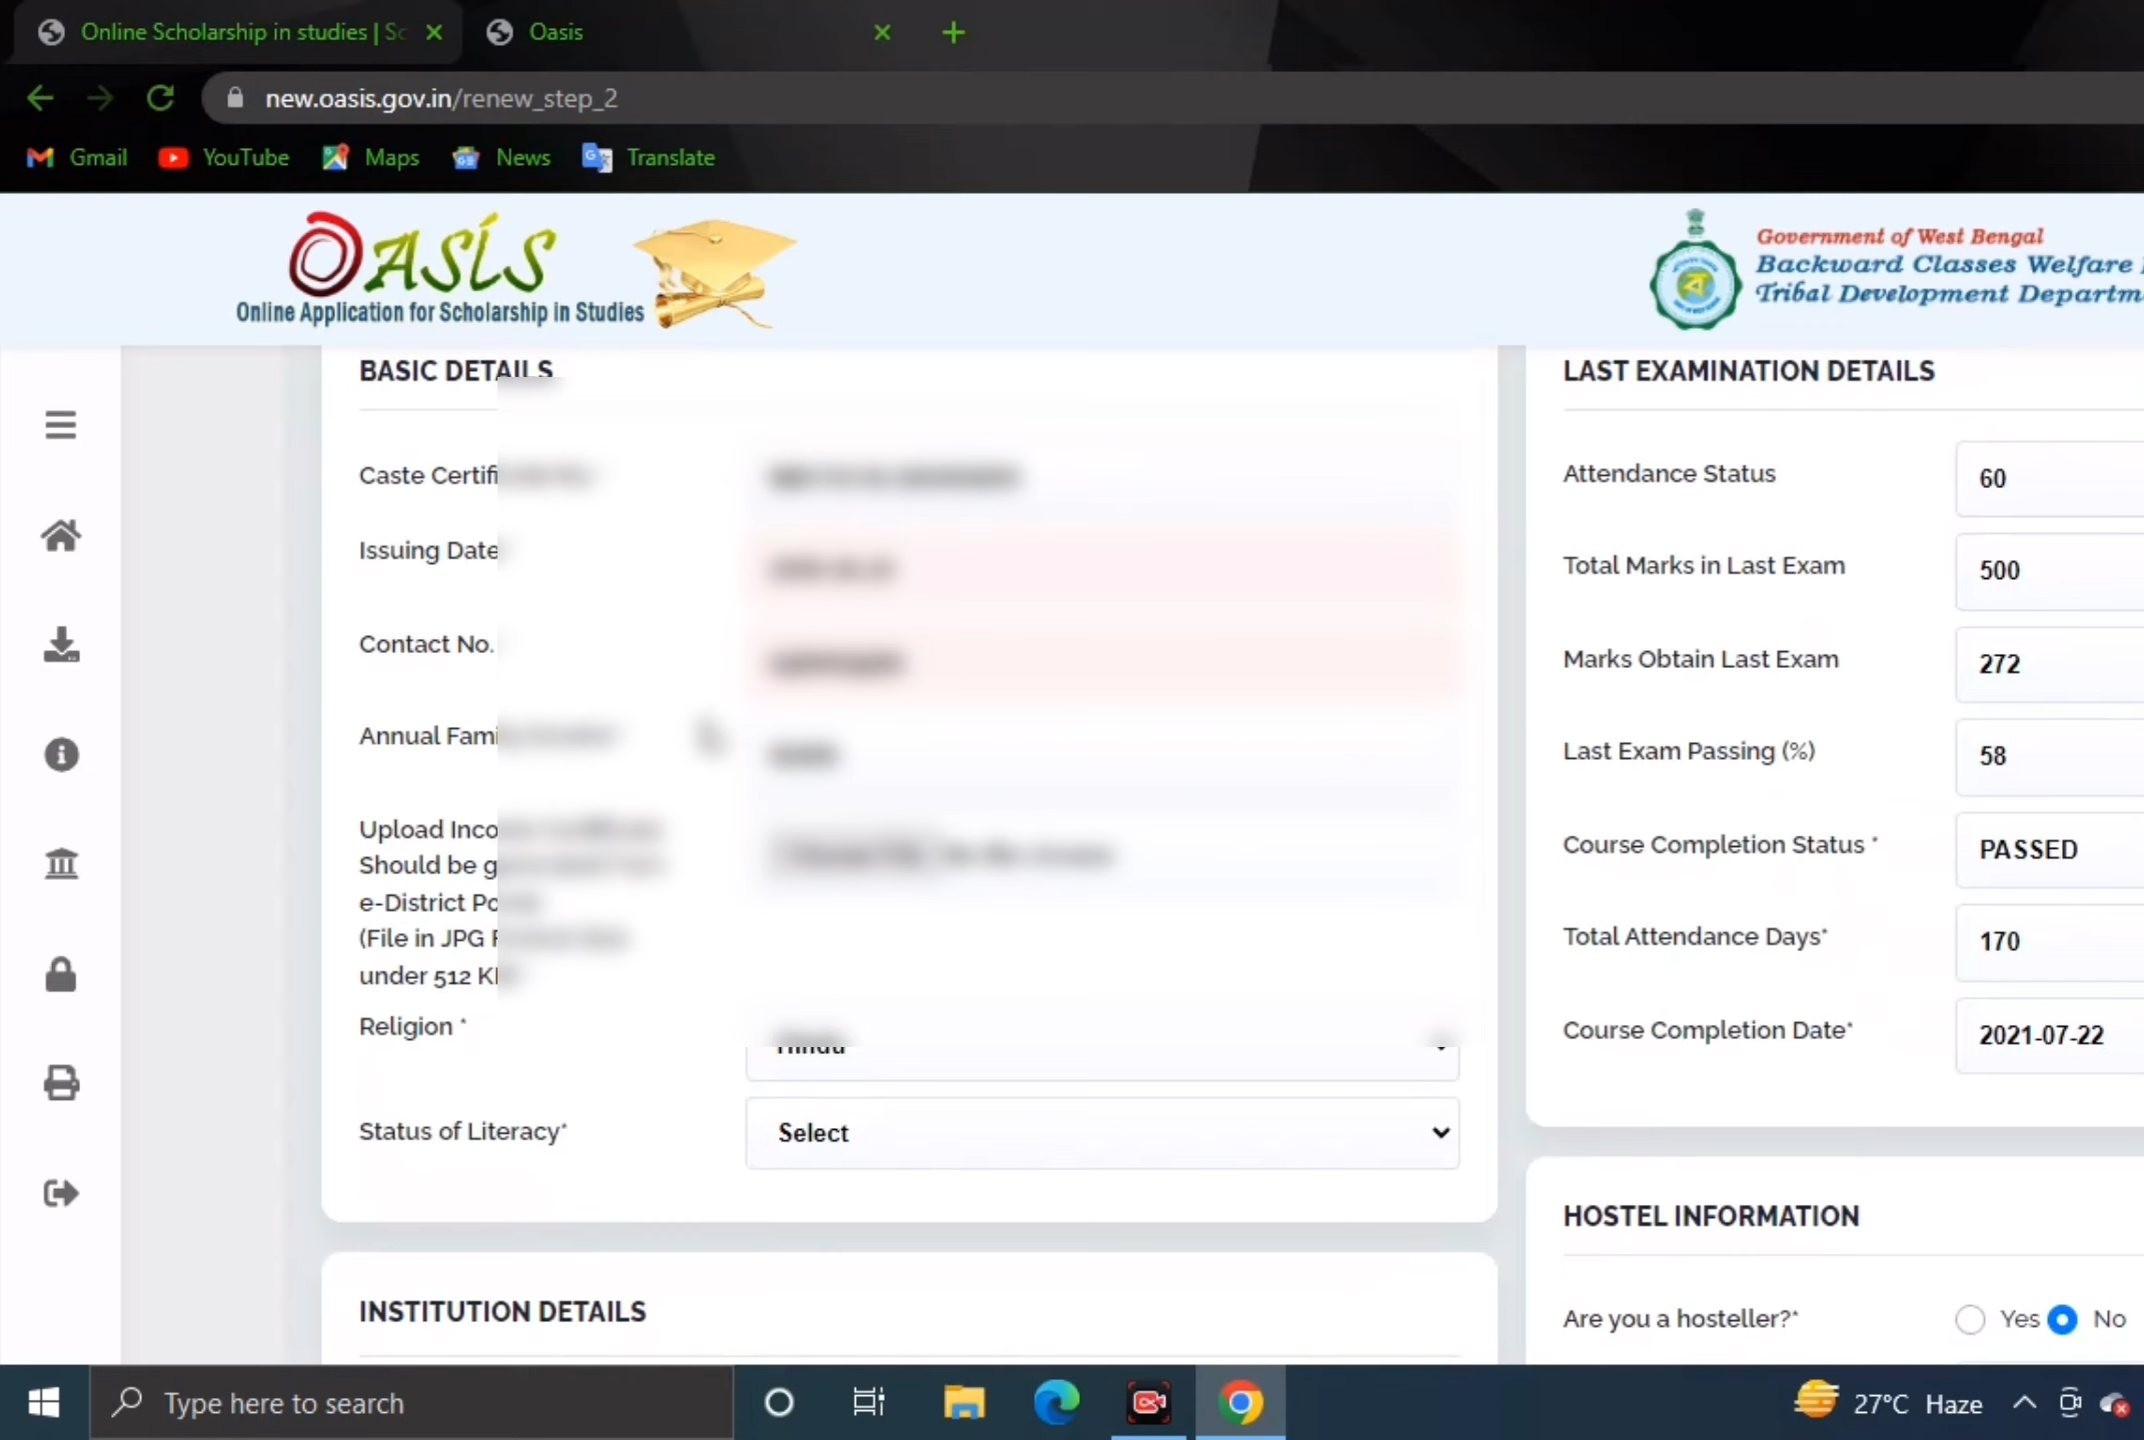 Online Scholarship in studies | Sc
Oasis
new.oasis.gov.in/renew_step_2
Gmail
YouTube
Maps
News
Translate
OASIS
Online Application for Scholarship in Studies
Government of West Bengal
Backward Classes Welfare
Tribal Development Departm
BASIC DETAILS
Caste Certifi
Issuing Date
Contact No.
Annual Fami
Upload Inco
Should be g
e-District Po
(File in JPG F
under 512 K
Religion *
Hindu
Status of Literacy*
Select
INSTITUTION DETAILS
LAST EXAMINATION DETAILS
Attendance Status
60
Total Marks in Last Exam
500
Marks Obtain Last Exam
272
Last Exam Passing (%)
58
Course Completion Status *
PASSED
Total Attendance Days*
170
Course Completion Date*
2021-07-22
HOSTEL INFORMATION
Are you a hosteller?*
Yes
No
Type here to search
27°C Haze